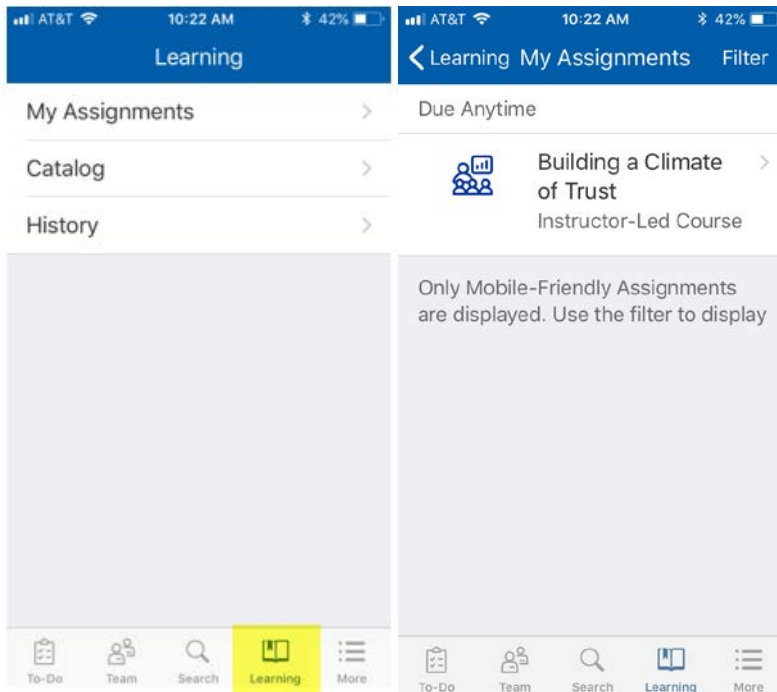 AT&T 10:22 AM 42%
Learning
My Assignments
Catalog
History
To-Do Team Search Learning More
AT&T 10:22 AM 42%
Learning My Assignments Filter
Due Anytime
Building a Climate
of Trust
Instructor-Led Course
Only Mobile-Friendly Assignments
are displayed. Use the filter to display
To-Do Team Search Learning More